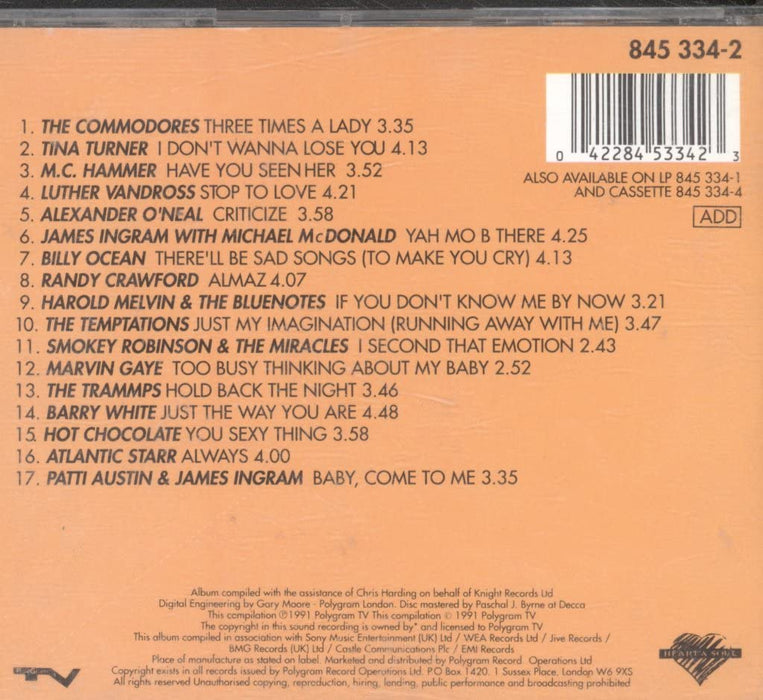 845 334-2
0 42284 53342 3
ALSO AVAILABLE ON LP 845 334-1
AND CASSETTE 845 334-4
ADD
1. THE COMMODORES THREE TIMES A LADY 3.35
2. TINA TURNER I DON'T WANNA LOSE YOU 4.13
3. M.C. HAMMER HAVE YOU SEEN HER 3.52
4. LUTHER VANDROSS STOP TO LOVE 4.21
5. ALEXANDER O'NEAL CRITICIZE 3.58
6. JAMES INGRAM WITH MICHAEL McDONALD YAH MO B THERE 4.25
7. BILLY OCEAN THERE'LL BE SAD SONGS (TO MAKE YOU CRY) 4.13
8. RANDY CRAWFORD ALMAZ 4.07
9. HAROLD MELVIN & THE BLUENOTES IF YOU DON'T KNOW ME BY NOW 3.21
10. THE TEMPTATIONS JUST MY IMAGINATION (RUNNING AWAY WITH ME) 3.47
11. SMOKEY ROBINSON & THE MIRACLES I SECOND THAT EMOTION 2.43
12. MARVIN GAYE TOO BUSY THINKING ABOUT MY BABY 2.52
13. THE TRAMMPS HOLD BACK THE NIGHT 3.46
14. BARRY WHITE JUST THE WAY YOU ARE 4.48
15. HOT CHOCOLATE YOU SEXY THING 3.58
16. ATLANTIC STARR ALWAYS 4.00
17. PATTI AUSTIN & JAMES INGRAM BABY, COME TO ME 3.35
Album compiled with the assistance of Chris Harding on behalf of Knight Records Ltd
Digital Engineering by Gary Moore - Polygram London. Disc mastered by Paschal J. Byrne at Decca
This compilation ℗ 1991 Polygram TV This compilation © 1991 Polygram TV
The copyright in this sound recording is owned by* and licensed to Polygram TV
This album compiled in association with Sony Music Entertainment (UK) Ltd / WEA Records Ltd / Jive Records /
BMG Records (UK) Ltd / Castle Communications Plc / EMI Records
Place of manufacture as stated on label. Marketed and distributed by Polygram Record Operations Ltd
Copyright exists in all records issued by Polygram Record Operations Ltd. P.O Box 1420. 1 Sussex Place, London W6 9XS
All rights reserved Unauthorised copying, reproduction, hiring, lending, public performance and broadcasting prohibited
TV
HEART & SOUL